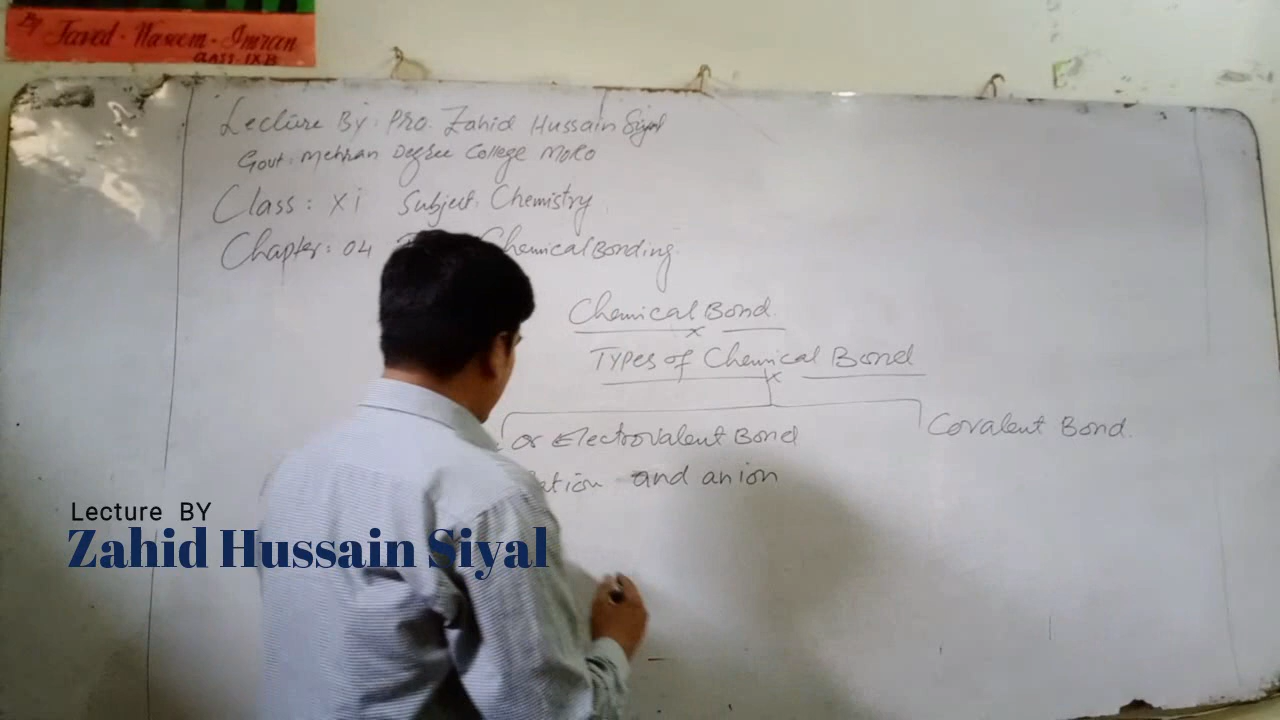 By Javed - Waseem - Imran
CLASS. IX B
Lecture By: Pro. Zahid Hussain Siyal
Govt: Mehran Degree College Moro
Class: XI Subject: Chemistry
Chapter: 04 Chemical Bonding.
Chemical Bond.
Types of Chemical Bond
or Electrovalent Bond
Covalent Bond.
ation and anion
Lecture BY
Zahid Hussain Siyal